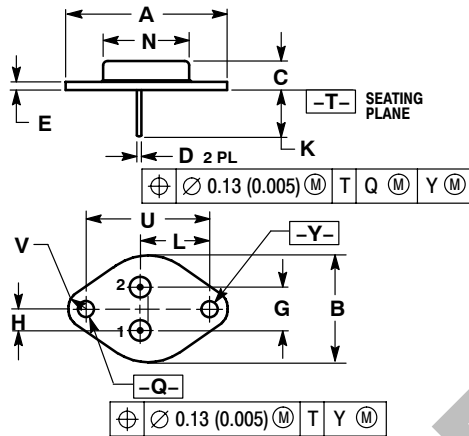 A
N
C
E
–T– SEATING
PLANE
K
D 2 PL
⌖ ∅ 0.13 (0.005) Ⓜ T Q Ⓜ Y Ⓜ
U
V
L
–Y–
2
H
G
B
1
–Q–
⌖ ∅ 0.13 (0.005) Ⓜ T Y Ⓜ